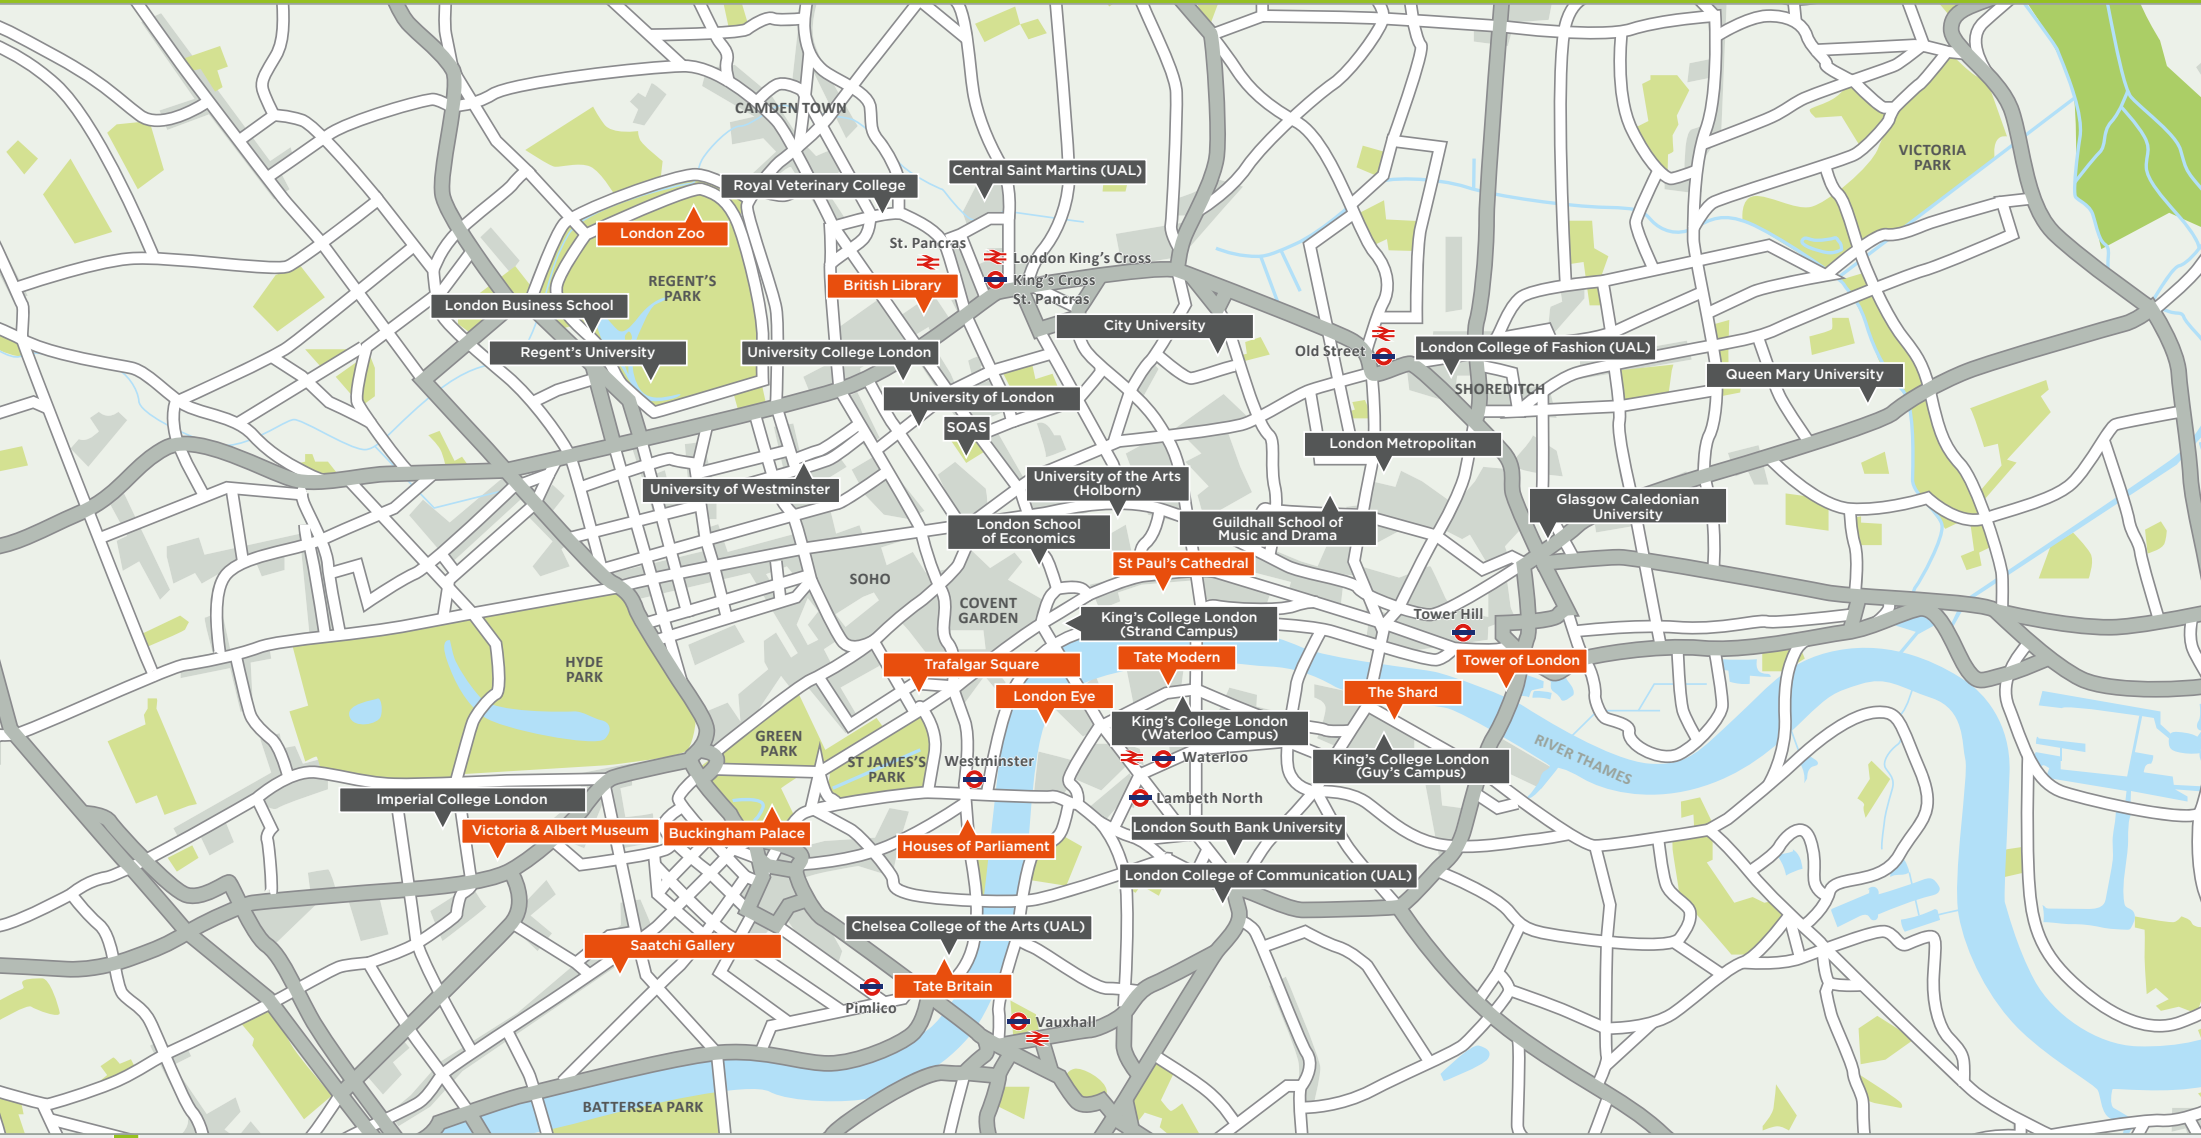 CAMDEN TOWN
VICTORIA
PARK
Central Saint Martins (UAL)
Royal Veterinary College
London Zoo
St. Pancras
London King's Cross
REGENT'S
PARK
British Library
King's Cross
St. Pancras
London Business School
City University
Regent's University
University College London
Old Street
London College of Fashion (UAL)
Queen Mary University
SHOREDITCH
University of London
SOAS
London Metropolitan
University of Westminster
University of the Arts
(Holborn)
Glasgow Caledonian
University
London School
of Economics
Guildhall School of
Music and Drama
St Paul's Cathedral
SOHO
COVENT
GARDEN
King's College London
(Strand Campus)
Tower Hill
HYDE
PARK
Trafalgar Square
Tate Modern
Tower of London
London Eye
The Shard
King's College London
(Waterloo Campus)
GREEN
PARK
ST JAMES'S
PARK
Westminster
Waterloo
King's College London
(Guy's Campus)
RIVER THAMES
Imperial College London
Lambeth North
Victoria & Albert Museum
Buckingham Palace
London South Bank University
Houses of Parliament
London College of Communication (UAL)
Chelsea College of the Arts (UAL)
Saatchi Gallery
Tate Britain
Pimlico
Vauxhall
BATTERSEA PARK